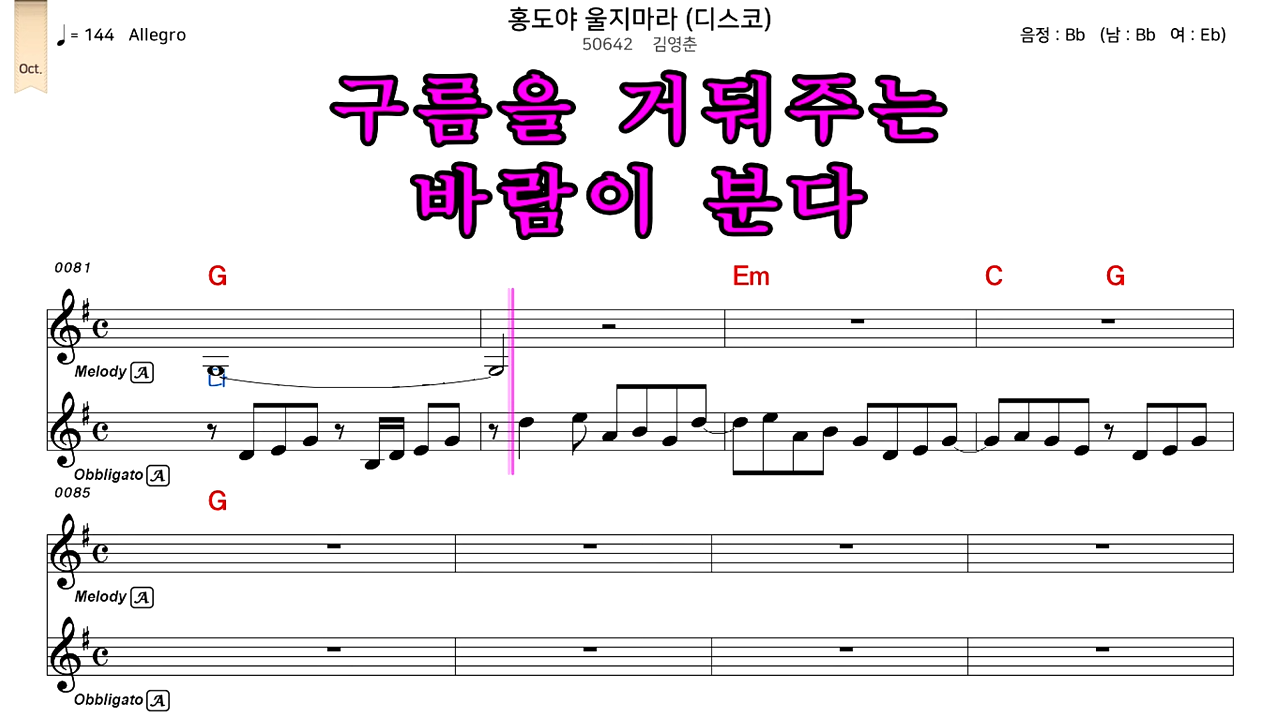 홍도야 울지마라 (디스코)
♩= 144 Allegro
50642 김영춘
음정 : Bb (남 : Bb 여 : Eb)
Oct.
구름을 거둬주는
바람이 분다
0081
G Em C G
Melody A
다
Obbligato A
0085
G
Melody A
Obbligato A